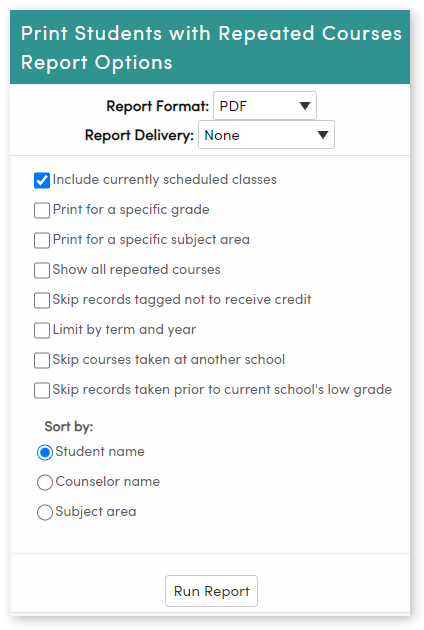 Print Students with Repeated Courses
Report Options
Report Format: PDF
Report Delivery: None
Include currently scheduled classes
Print for a specific grade
Print for a specific subject area
Show all repeated courses
Skip records tagged not to receive credit
Limit by term and year
Skip courses taken at another school
Skip records taken prior to current school's low grade
Sort by:
Student name
Counselor name
Subject area
Run Report